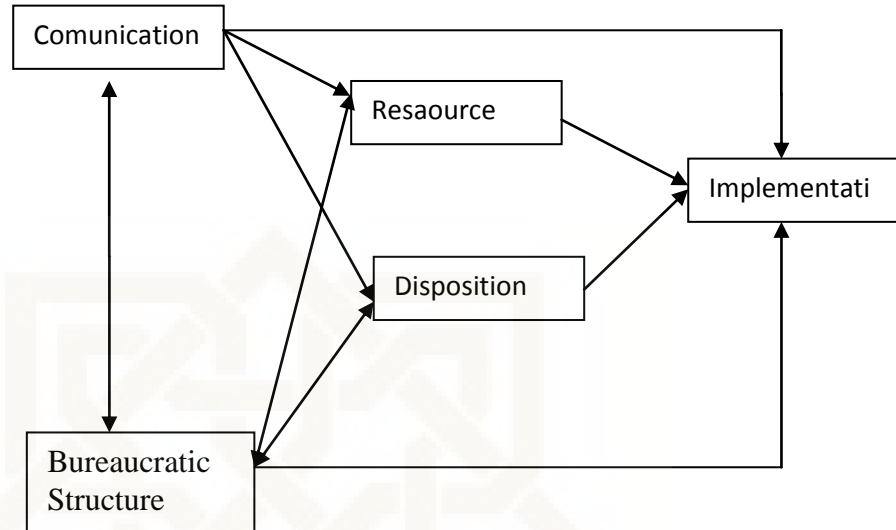 Comunication
Resaource
Implementati
Disposition
Bureaucratic
Structure